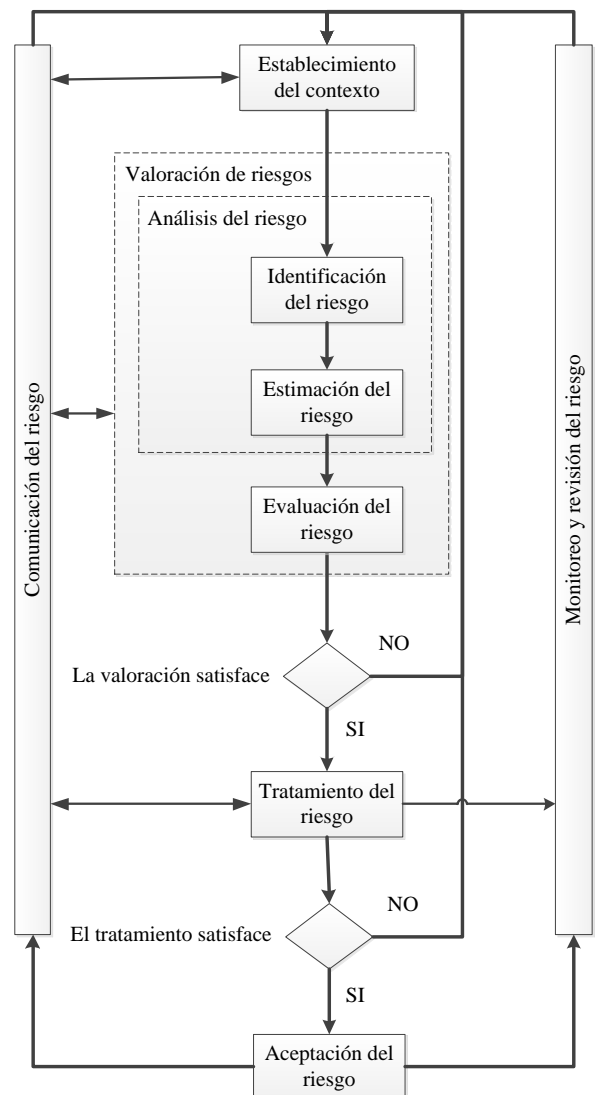 Establecimiento
del contexto
Valoración de riesgos
Análisis del riesgo
Identificación
del riesgo
Estimación del
riesgo
Evaluación del
riesgo
Comunicación del riesgo
Monitoreo y revisión del riesgo
NO
La valoración satisface
SI
Tratamiento del
riesgo
NO
El tratamiento satisface
SI
Aceptación del
riesgo